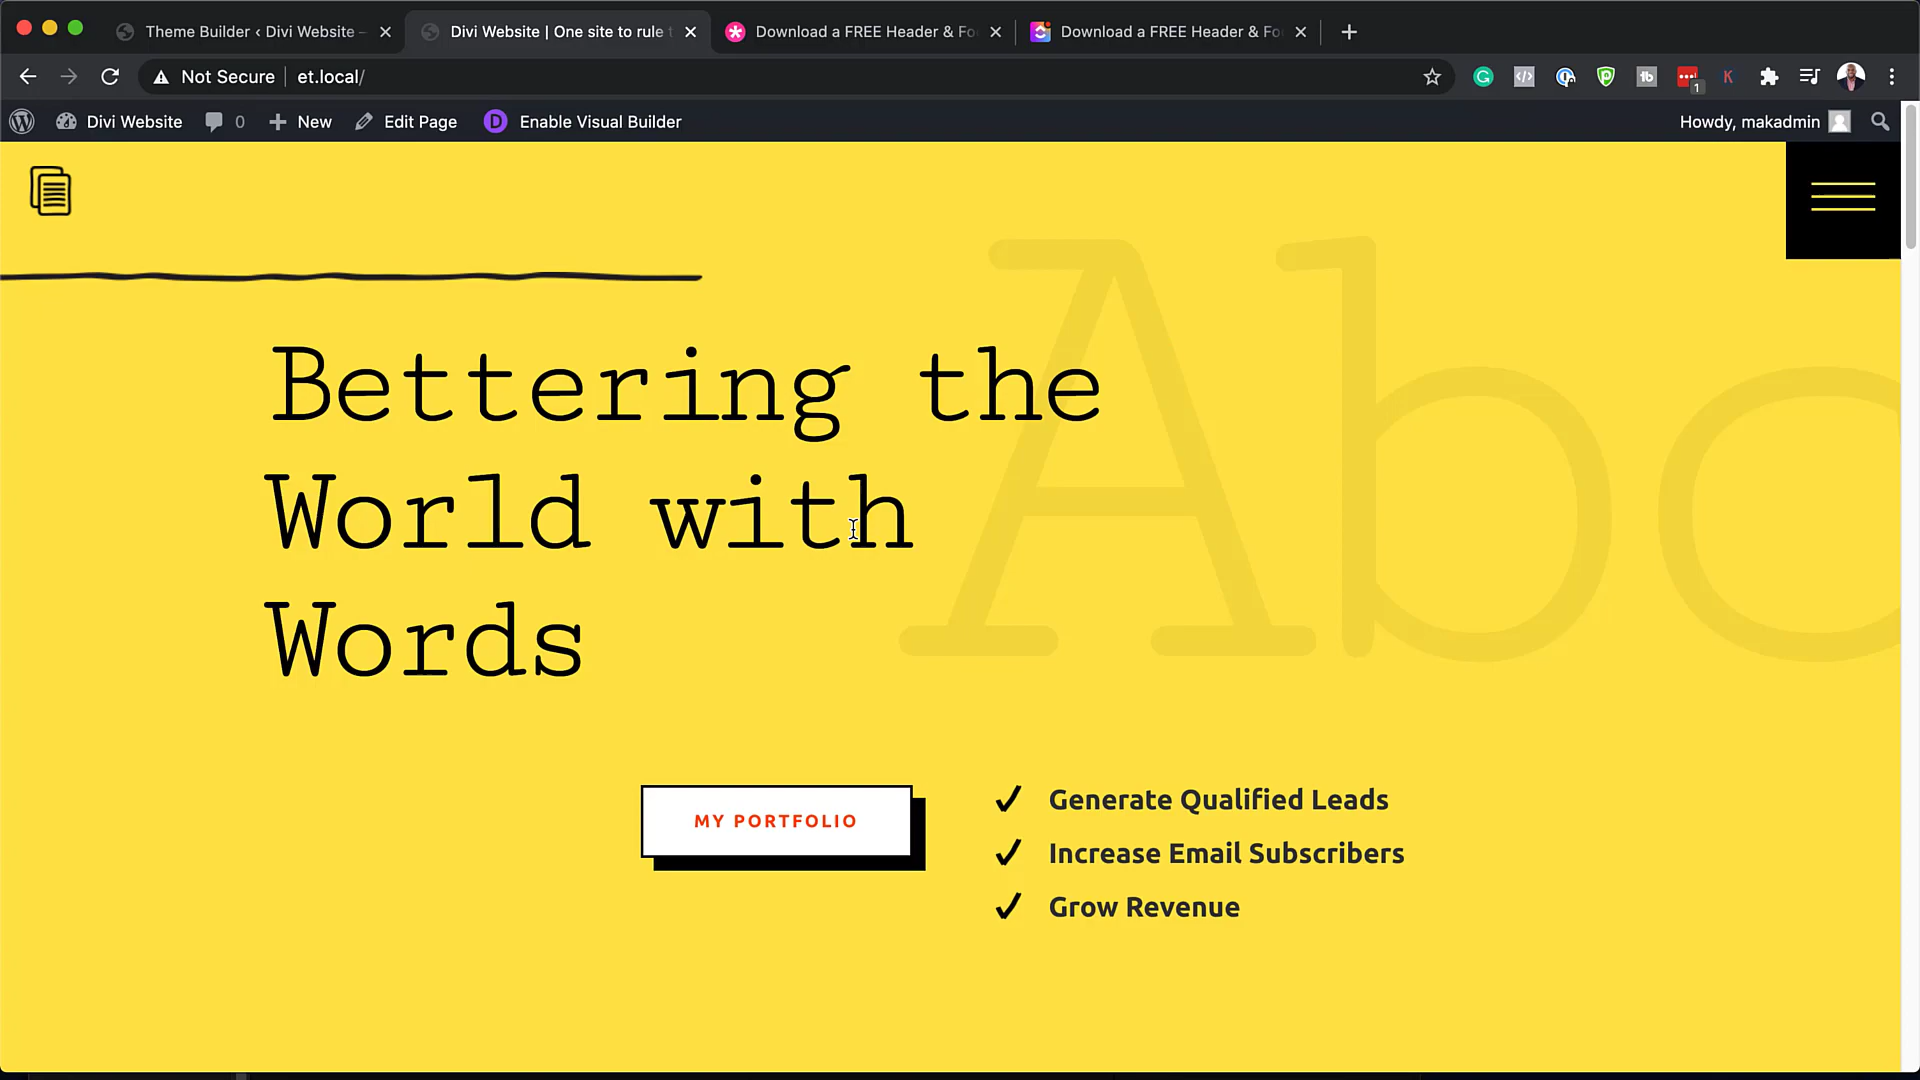 Theme Builder ‹ Divi Website –
Divi Website | One site to rule t
Download a FREE Header & Fo
Download a FREE Header & Fo
Not Secure
et.local/
1
Divi Website
0
New
Edit Page
D
Enable Visual Builder
Howdy, makadmin
Abc
Bettering the
World with
Words
MY PORTFOLIO
Generate Qualified Leads
Increase Email Subscribers
Grow Revenue